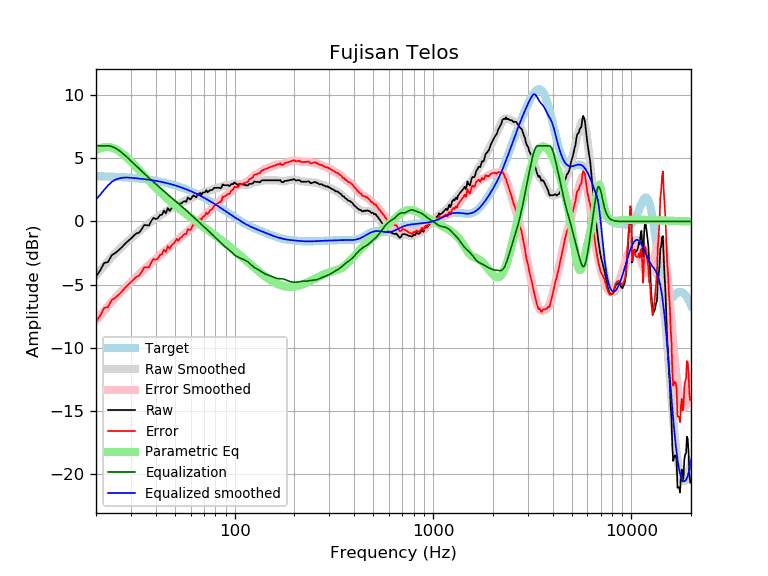 Fujisan Telos
10
5
0
−5
−10
−15
−20
Amplitude (dBr)
Target
Raw Smoothed
Error Smoothed
Raw
Error
Parametric Eq
Equalization
Equalized smoothed
100
1000
10000
Frequency (Hz)